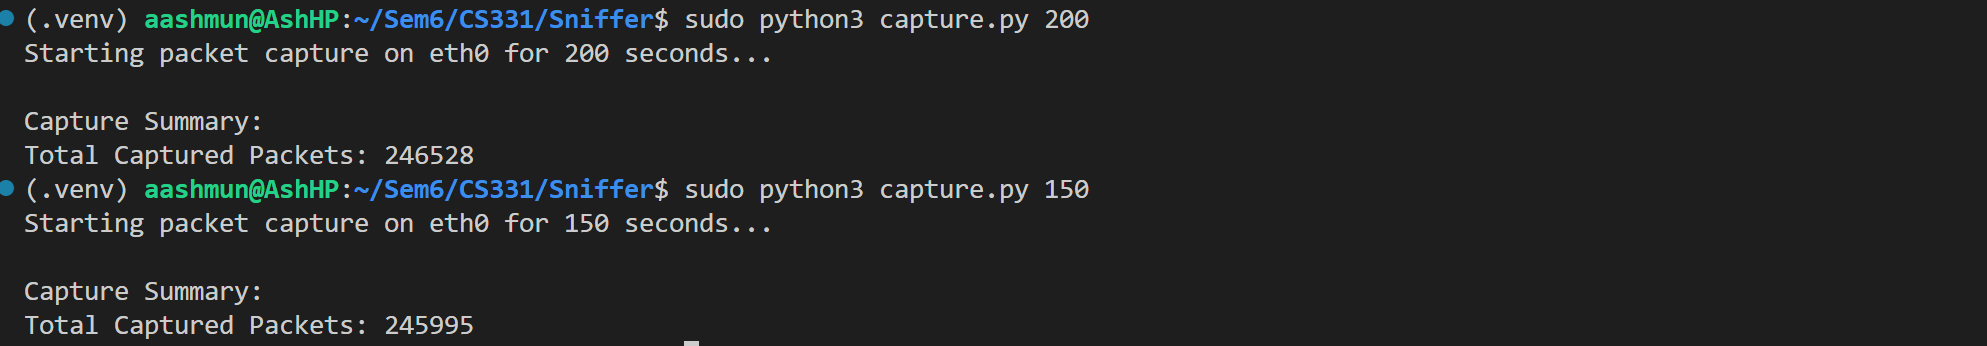 (.venv) aashmun@AshHP:~/Sem6/CS331/Sniffer$ sudo python3 capture.py 200
Starting packet capture on eth0 for 200 seconds...
Capture Summary:
Total Captured Packets: 246528
(.venv) aashmun@AshHP:~/Sem6/CS331/Sniffer$ sudo python3 capture.py 150
Starting packet capture on eth0 for 150 seconds...
Capture Summary:
Total Captured Packets: 245995